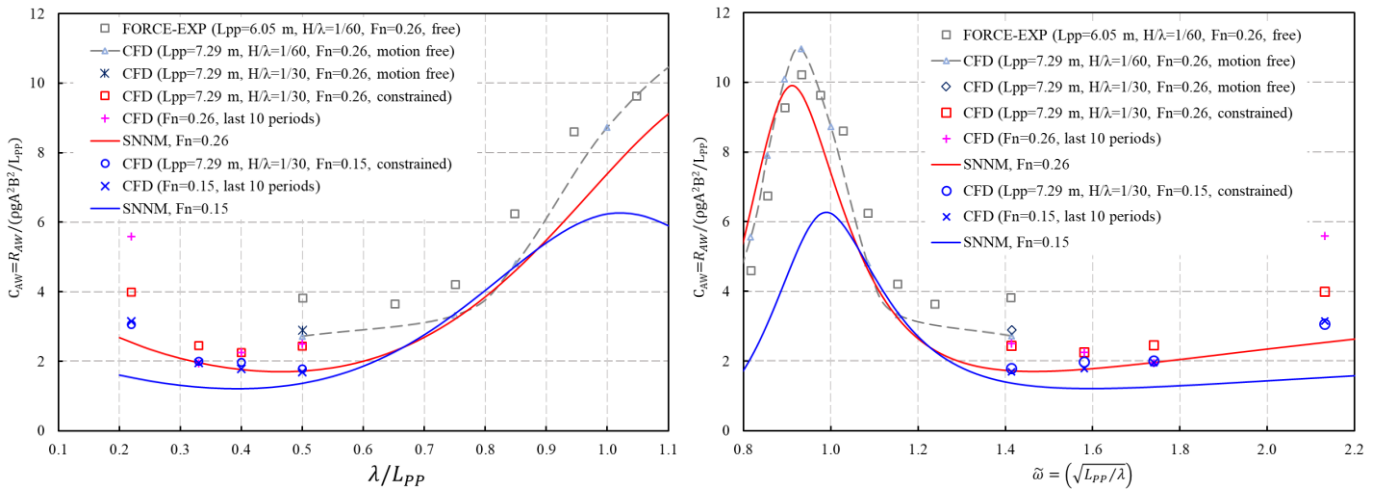 FORCE-EXP (Lpp=6.05 m, H/λ=1/60, Fn=0.26, free)
CFD (Lpp=7.29 m, H/λ=1/60, Fn=0.26, motion free)
CFD (Lpp=7.29 m, H/λ=1/30, Fn=0.26, motion free)
CFD (Lpp=7.29 m, H/λ=1/30, Fn=0.26, constrained)
CFD (Fn=0.26, last 10 periods)
SNNM, Fn=0.26
CFD (Lpp=7.29 m, H/λ=1/30, Fn=0.15, constrained)
CFD (Fn=0.15, last 10 periods)
SNNM, Fn=0.15
12
10
8
6
4
2
0
C_AW=R_AW/(ρgA²B²/L_PP)
0.1 0.2 0.3 0.4 0.5 0.6 0.7 0.8 0.9 1.0 1.1
λ/L_PP
FORCE-EXP (Lpp=6.05 m, H/λ=1/60, Fn=0.26, free)
CFD (Lpp=7.29 m, H/λ=1/60, Fn=0.26, motion free)
CFD (Lpp=7.29 m, H/λ=1/30, Fn=0.26, motion free)
CFD (Lpp=7.29 m, H/λ=1/30, Fn=0.26, constrained)
CFD (Fn=0.26, last 10 periods)
SNNM, Fn=0.26
CFD (Lpp=7.29 m, H/λ=1/30, Fn=0.15, constrained)
CFD (Fn=0.15, last 10 periods)
SNNM, Fn=0.15
12
10
8
6
4
2
0
C_AW=R_AW/(ρgA²B²/L_PP)
0.8 1.0 1.2 1.4 1.6 1.8 2.0 2.2
ω̃ = (√L_PP/λ)